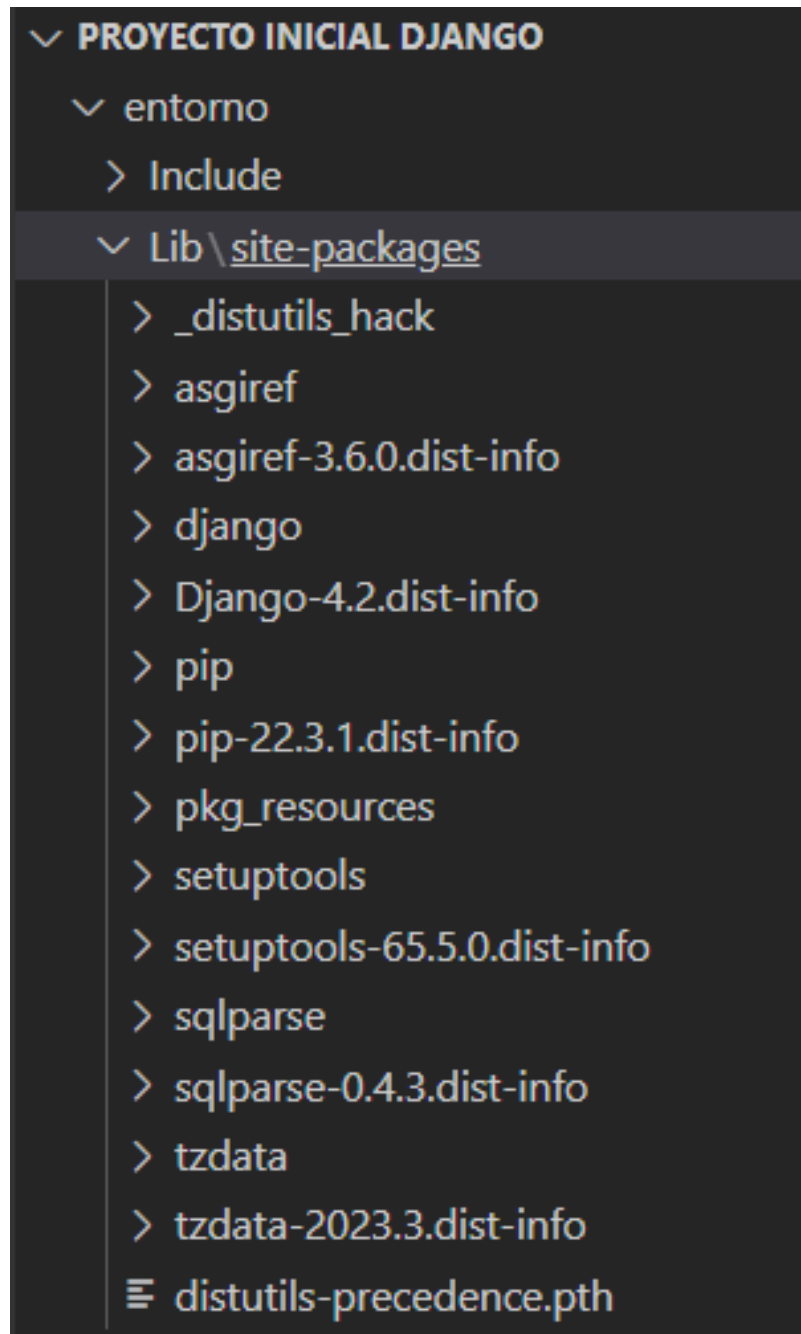 PROYECTO INICIAL DJANGO
entorno
Include
Lib\site-packages
_distutils_hack
asgiref
asgiref-3.6.0.dist-info
django
Django-4.2.dist-info
pip
pip-22.3.1.dist-info
pkg_resources
setuptools
setuptools-65.5.0.dist-info
sqlparse
sqlparse-0.4.3.dist-info
tzdata
tzdata-2023.3.dist-info
distutils-precedence.pth